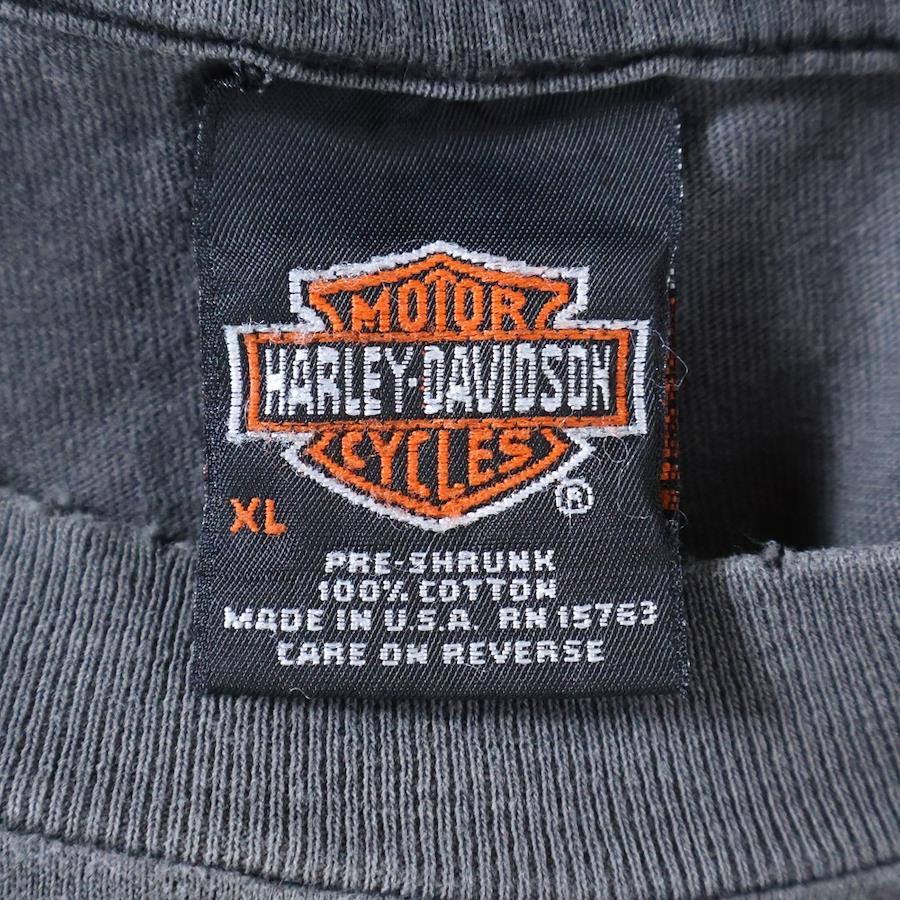 MOTOR
HARLEY-DAVIDSON
CYCLES
®
XL
PRE-SHRUNK
100% COTTON
MADE IN U.S.A. RN 15763
CARE ON REVERSE